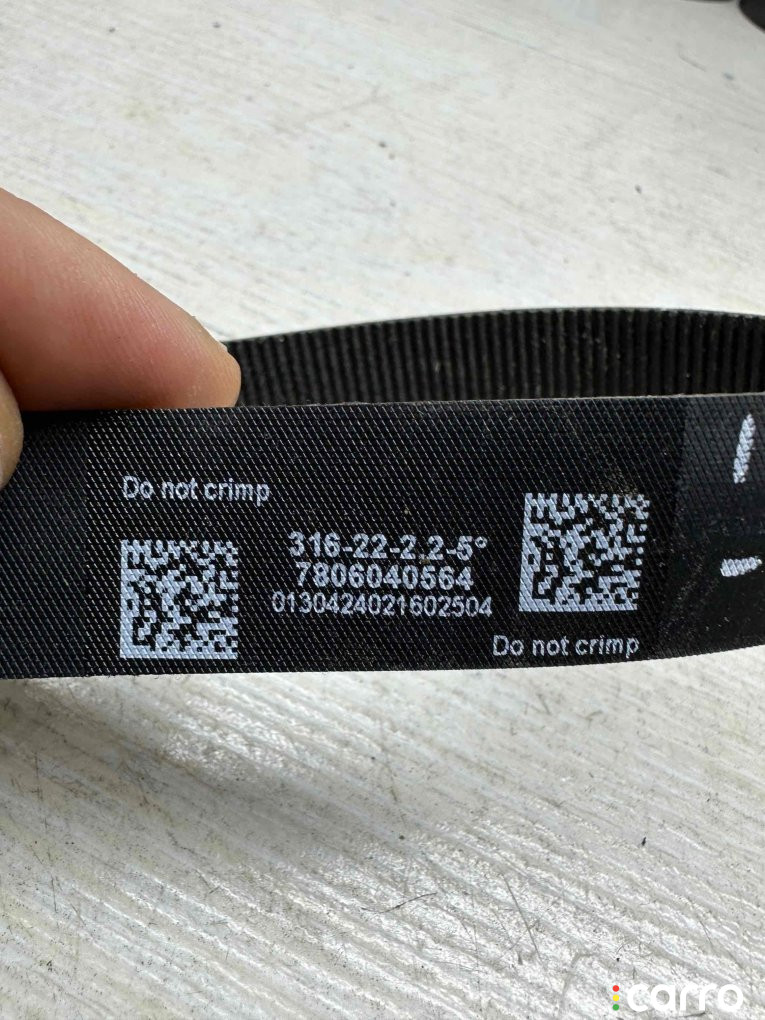 Do not crimp
316-22-2.2-5°
7806040564
0130424021602504
Do not crimp
carro